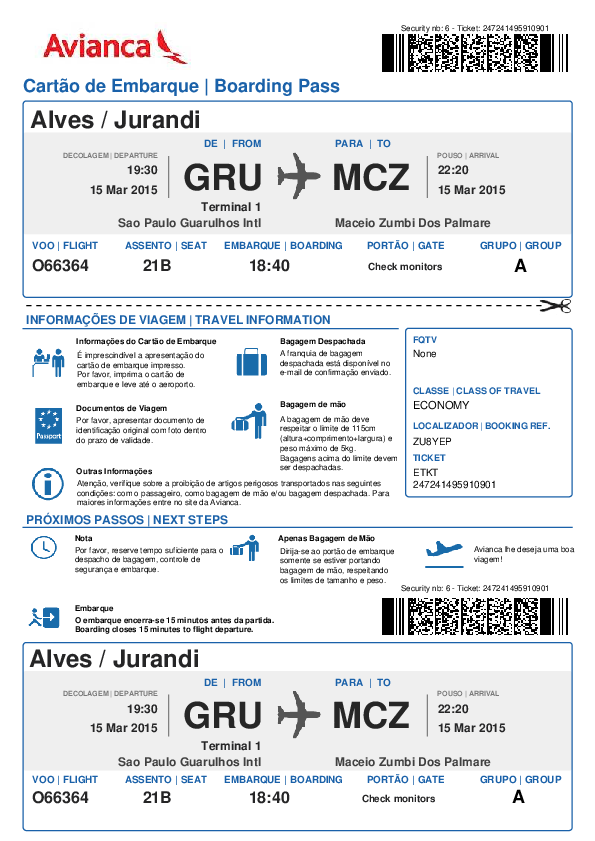 Security nb: 6 - Ticket: 247241495910901
Avianca
Cartão de Embarque | Boarding Pass
Alves / Jurandi
DE | FROM PARA | TO
DECOLAGEM | DEPARTURE POUSO | ARRIVAL
19:30 GRU MCZ 22:20
15 Mar 2015 15 Mar 2015
Terminal 1
Sao Paulo Guarulhos Intl Maceio Zumbi Dos Palmare
VOO | FLIGHT ASSENTO | SEAT EMBARQUE | BOARDING PORTÃO | GATE GRUPO | GROUP
O66364 21B 18:40 Check monitors A
INFORMAÇÕES DE VIAGEM | TRAVEL INFORMATION
Informações do Cartão de Embarque
É imprescindível a apresentação do
cartão de embarque impresso.
Por favor, imprima o cartão de
embarque e leve até o aeroporto.
Bagagem Despachada
A franquia de bagagem
despachada está disponível no
e-mail de confirmação enviado.
Passport
Documentos de Viagem
Por favor, apresentar documento de
identificação original com foto dentro
do prazo de validade.
Bagagem de mão
A bagagem de mão deve
respeitar o limite de 115cm
(altura+comprimento+largura) e
peso máximo de 5kg.
Bagagens acima do limite devem
ser despachadas.
Outras Informações
Atenção, verifique sobre a proibição de artigos perigosos transportados nas seguintes
condições: com o passageiro, como bagagem de mão e/ou bagagem despachada. Para
maiores informações entre no site da Avianca.
FQTV
None
CLASSE | CLASS OF TRAVEL
ECONOMY
LOCALIZADOR | BOOKING REF.
ZU8YEP
TICKET
ETKT
247241495910901
PRÓXIMOS PASSOS | NEXT STEPS
Nota
Por favor, reserve tempo suficiente para o
despacho de bagagem, controle de
segurança e embarque.
Apenas Bagagem de Mão
Dirija-se ao portão de embarque
somente se estiver portando
bagagem de mão, respeitando
os limites de tamanho e peso.
Avianca lhe deseja uma boa
viagem!
Security nb: 6 - Ticket: 247241495910901
Embarque
O embarque encerra-se 15 minutos antes da partida.
Boarding closes 15 minutes to flight departure.
Alves / Jurandi
DE | FROM PARA | TO
DECOLAGEM | DEPARTURE POUSO | ARRIVAL
19:30 GRU MCZ 22:20
15 Mar 2015 15 Mar 2015
Terminal 1
Sao Paulo Guarulhos Intl Maceio Zumbi Dos Palmare
VOO | FLIGHT ASSENTO | SEAT EMBARQUE | BOARDING PORTÃO | GATE GRUPO | GROUP
O66364 21B 18:40 Check monitors A